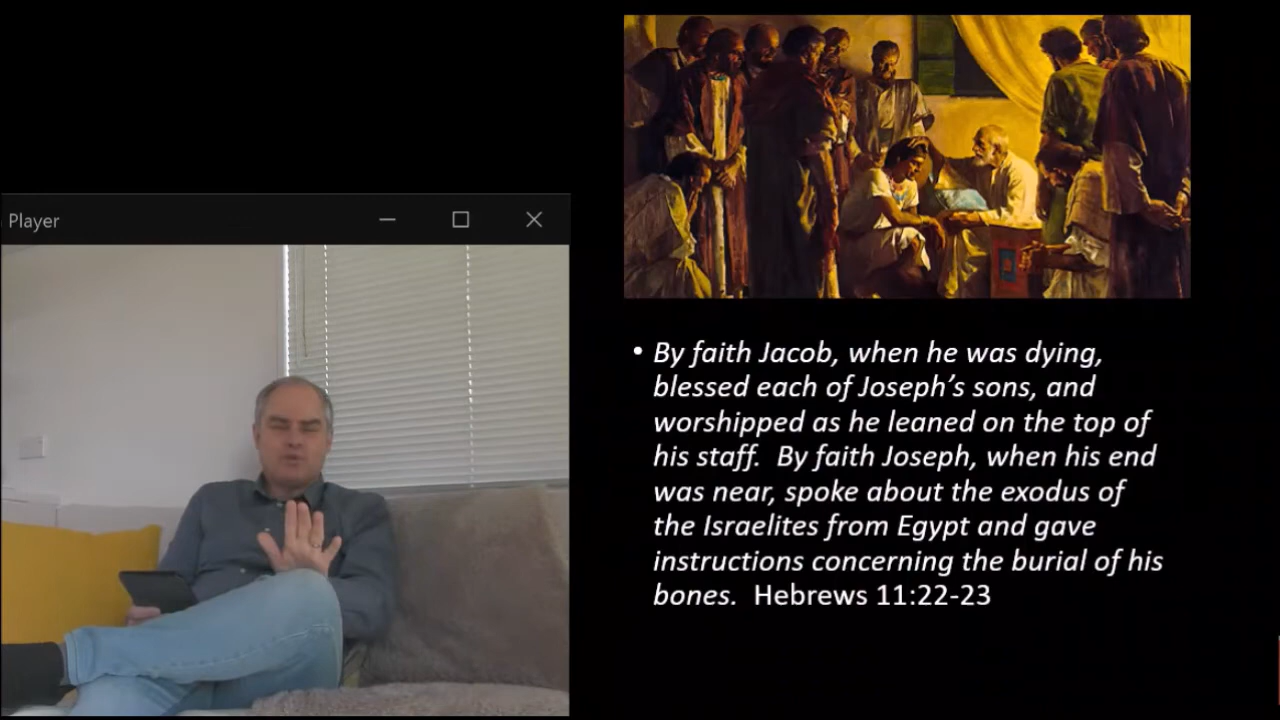 Player
• By faith Jacob, when he was dying,
blessed each of Joseph’s sons, and
worshipped as he leaned on the top of
his staff.  By faith Joseph, when his end
was near, spoke about the exodus of
the Israelites from Egypt and gave
instructions concerning the burial of his
bones.  Hebrews 11:22-23